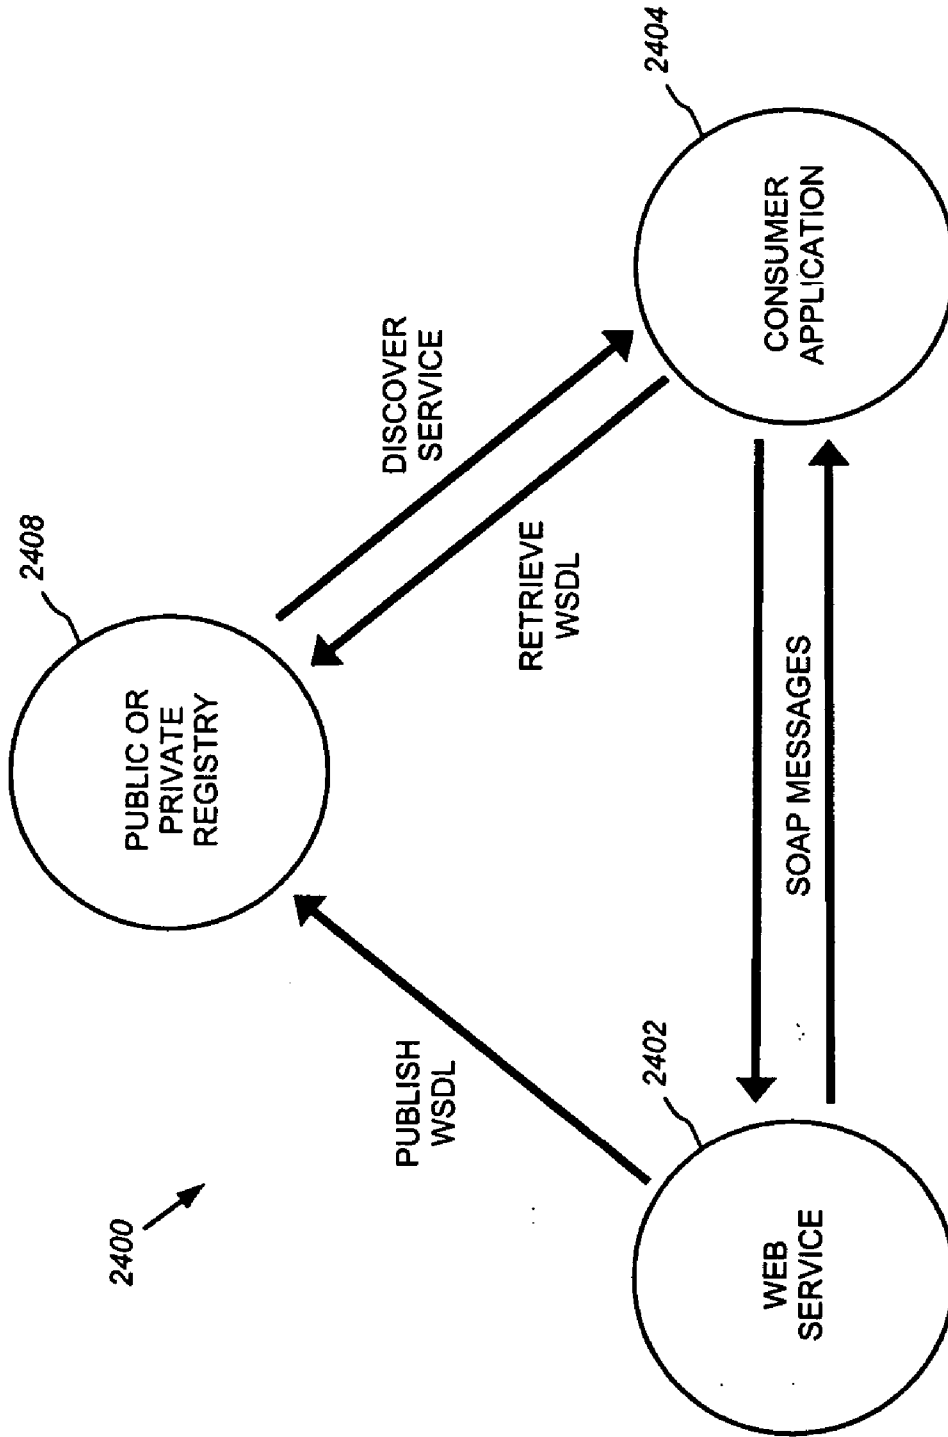 2400
2408
PUBLIC OR
PRIVATE
REGISTRY
PUBLISH
WSDL
DISCOVER
SERVICE
RETRIEVE
WSDL
2402
WEB
SERVICE
SOAP MESSAGES
2404
CONSUMER
APPLICATION